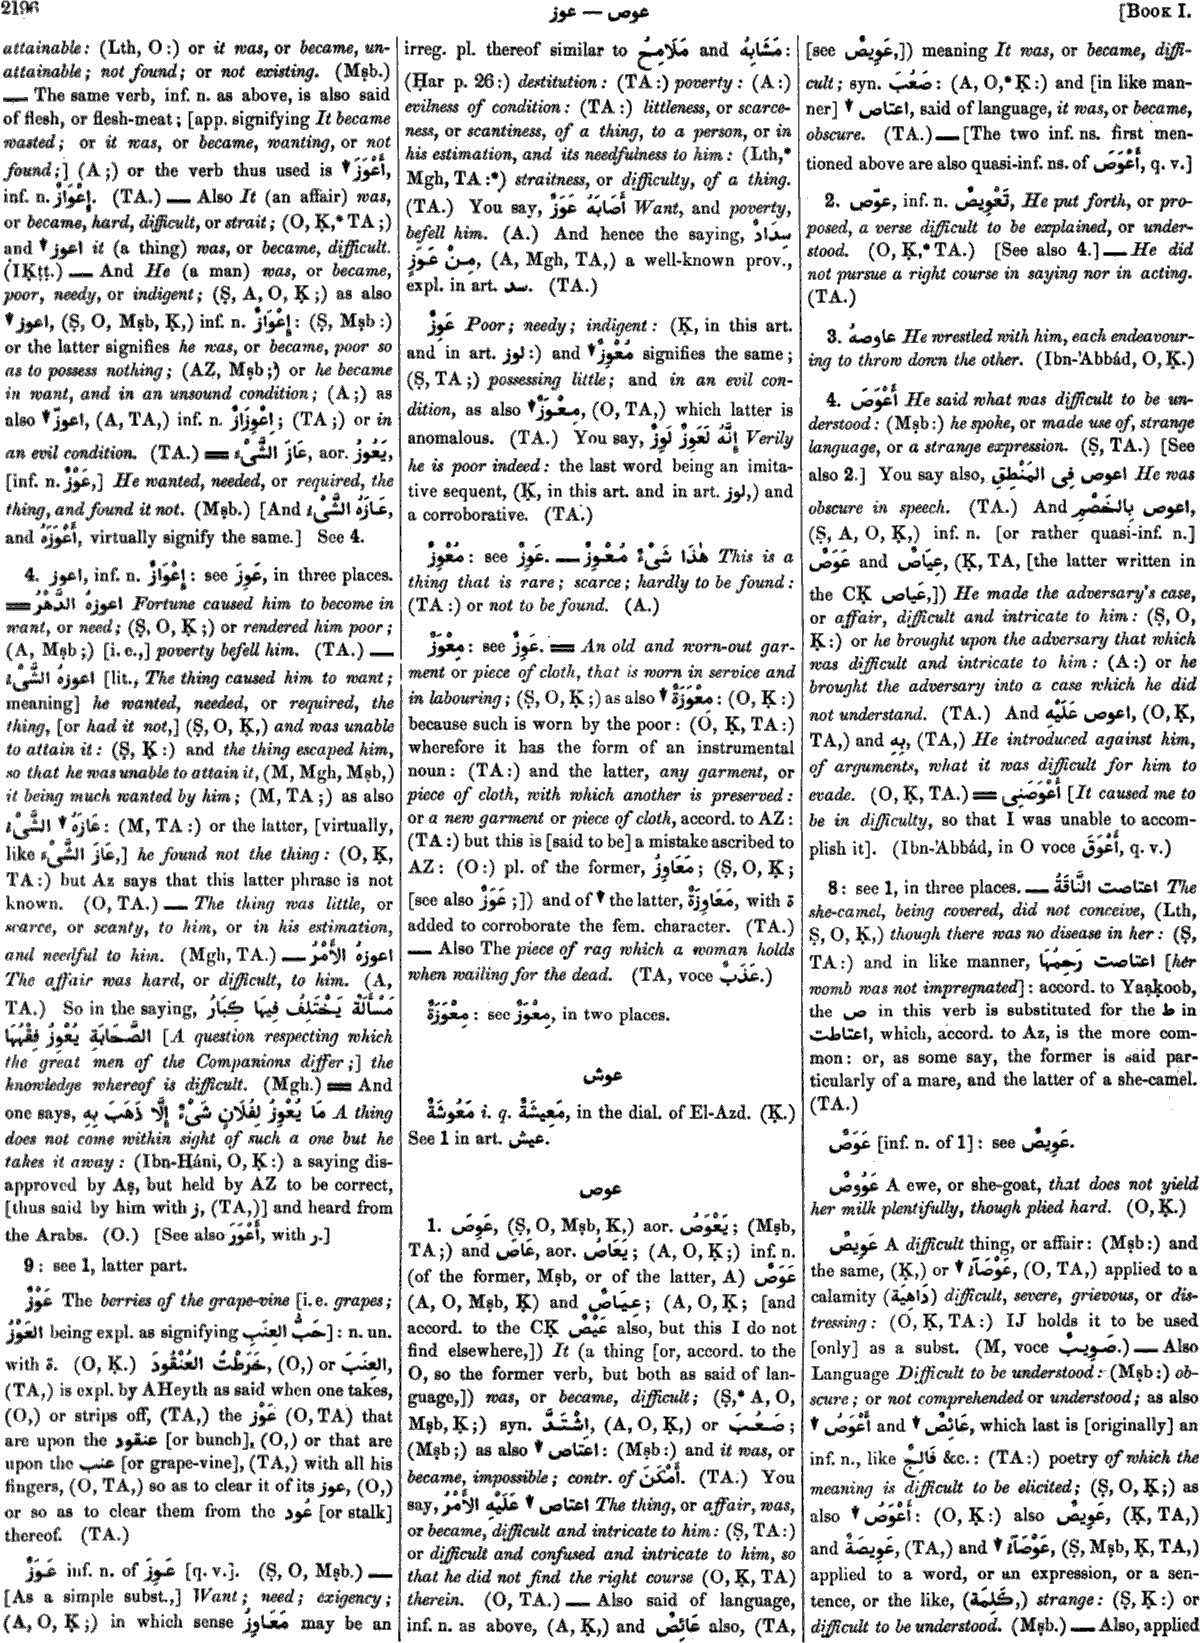 2196
عوز — عوص
[BOOK I.
attainable: (Lth, O:) or it was, or became, un-
attainable; not found; or not existing. (Mṣb.)
— The same verb, inf. n. as above, is also said
of flesh, or flesh-meat; [app. signifying It became
wasted; or it was, or became, wanting, or not
found;] (A;) or the verb thus used is ▼ أَعْوَزَ,
inf. n. إِعْوَازٌ. (TA.) — Also It (an affair) was,
or became, hard, difficult, or strait; (O, Ḳ,* TA;)
and ▼ اعوز it (a thing) was, or became, difficult.
(IḲṭṭ.) — And He (a man) was, or became,
poor, needy, or indigent; (Ṣ, A, O, Ḳ;) as also
▼ اعوز, (Ṣ, O, Mṣb, Ḳ,) inf. n. إِعْوَازٌ: (Ṣ, Mṣb:)
or the latter signifies he was, or became, poor so
as to possess nothing; (AZ, Mṣb;) or he became
in want, and in an unsound condition; (A;) as
also ▼ اعوزّ, (A, TA,) inf. n. اعْوِزَازٌ; (TA;) or in
an evil condition. (TA.) ＝ عَازَ الشَّىْءَ, aor. يَعُوزُ,
[inf. n. عَوْزٌ,] He wanted, needed, or required, the
thing, and found it not. (Mṣb.) [And عَازَهُ الشَّىْءُ,
and أَعْوَزَهُ, virtually signify the same.] See 4.
4. اعوز, inf. n. إِعْوَازٌ: see عَوِزَ, in three places.
＝ اعوزهُ الدَّهْرُ Fortune caused him to become in
want, or need; (Ṣ, O, Ḳ;) or rendered him poor;
(A, Mṣb;) [i. e.,] poverty befell him. (TA.) —
اعوزهُ الشَّىْءُ [lit., The thing caused him to want;
meaning] he wanted, needed, or required, the
thing, [or had it not,] (Ṣ, O, Ḳ,) and was unable
to attain it: (Ṣ, Ḳ:) and the thing escaped him,
so that he was unable to attain it, (M, Mgh, Mṣb,)
it being much wanted by him; (M, TA;) as also
عَازَهُ ▼ الشَّىْءُ: (M, TA:) or the latter, [virtually,
like عَازَ الشَّىْءَ,] he found not the thing: (O, Ḳ,
TA:) but Az says that this latter phrase is not
known. (O, TA.) — The thing was little, or
scarce, or scanty, to him, or in his estimation,
and needful to him. (Mgh, TA.) — اعوزهُ الأَمْرُ
The affair was hard, or difficult, to him. (A,
TA.) So in the saying, مَسْأَلَةٌ يَخْتَلِفُ فِيهَا كِبَارُ
الصَّحَابَةِ يُعْوِزُ فِقْهُهَا [A question respecting which
the great men of the Companions differ;] the
knowledge whereof is difficult. (Mgh.) ＝ And
one says, مَا يُعْوِزُ لِفُلَانٍ شَىْءٌ إِلَّا ذَهَبَ بِهِ A thing
does not come within sight of such a one but he
takes it away: (Ibn-Háni, O, Ḳ:) a saying dis-
approved by Aṣ, but held by AZ to be correct,
[thus said by him with ز, (TA,)] and heard from
the Arabs. (O.) [See also أَعْوَرَ, with ر.]
9: see 1, latter part.
عَوْزٌ The berries of the grape-vine [i. e. grapes;
العَوْزُ being expl. as signifying حَبُّ العِنَبِ]: n. un.
with ة. (O, Ḳ.) خَرَطْتُ العُنْقُودَ, (O,) or العِنَبَ,
(TA,) is expl. by AHeyth as said when one takes,
(O,) or strips off, (TA,) the عَوْز (O, TA) that
are upon the عنقود [or bunch], (O,) or that are
upon the عنب [or grape-vine], (TA,) with all his
fingers, (O, TA,) so as to clear it of its عوز, (O,)
or so as to clear them from the عُود [or stalk]
thereof. (TA.)
عَوَزٌ inf. n. of عَوِزَ [q. v.]. (Ṣ, O, Mṣb.) —
[As a simple subst.,] Want; need; exigency;
(A, O, Ḳ;) in which sense مَعَاوِزُ may be an
irreg. pl. thereof similar to مَلَامِحُ and مَشَابِهُ:
(Ḥar p. 26:) destitution: (TA:) poverty: (A:)
evilness of condition: (TA:) littleness, or scarce-
ness, or scantiness, of a thing, to a person, or in
his estimation, and its needfulness to him: (Lth,*
Mgh, TA:*) straitness, or difficulty, of a thing.
(TA.) You say, أَصَابَهُ عَوَزٌ Want, and poverty,
befell him. (A.) And hence the saying, سِدَادٌ
مِنْ عَوَزٍ, (A, Mgh, TA,) a well-known prov.,
expl. in art. سد. (TA.)
عَوِزٌ Poor; needy; indigent: (Ḳ, in this art.
and in art. لوز:) and ▼ مُعْوِزٌ signifies the same;
(Ṣ, TA;) possessing little; and in an evil con-
dition, as also ▼ مِعْوَزٌ, (O, TA,) which latter is
anomalous. (TA.) You say, إِنَّهُ لَعَوِزٌ لَوِزٌ Verily
he is poor indeed: the last word being an imita-
tive sequent, (Ḳ, in this art. and in art. لوز,) and
a corroborative. (TA.)
مُعْوِزٌ: see عَوِزٌ. — هٰذَا شَىْءٌ مُعْوِزٌ This is a
thing that is rare; scarce; hardly to be found:
(TA:) or not to be found. (A.)
مِعْوَزٌ: see عَوِزٌ. ＝ An old and worn-out gar-
ment or piece of cloth, that is worn in service and
in labouring; (Ṣ, O, Ḳ;) as also ▼ مِعْوَزَةٌ: (O, Ḳ:)
because such is worn by the poor: (O, Ḳ, TA:)
wherefore it has the form of an instrumental
noun: (TA:) and the latter, any garment, or
piece of cloth, with which another is preserved:
or a new garment or piece of cloth, accord. to AZ:
(TA:) but this is [said to be] a mistake ascribed to
AZ: (O:) pl. of the former, مَعَاوِزُ; (Ṣ, O, Ḳ;
[see also عَوَزٌ;]) and of ▼ the latter, مَعَاوِزَةٌ, with ة
added to corroborate the fem. character. (TA.)
— Also The piece of rag which a woman holds
when wailing for the dead. (TA, voce عَذَبٌ.)
مِعْوَزَةٌ: see مِعْوَزٌ, in two places.
عوش
مَعُوشَةٌ i. q. مَعِيشَةٌ, in the dial. of El-Azd. (Ḳ.)
See 1 in art. عيش.
عوص
1. عَوِصَ, (Ṣ, O, Mṣb, Ḳ,) aor. يَعْوَصُ; (Mṣb,
TA;) and عَاصَ, aor. يَعَاصُ; (A, O, Ḳ;) inf. n.
(of the former, Mṣb, or of the latter, A) عَوَصٌ
(A, O, Mṣb, Ḳ) and عِيَاصٌ; (A, O, Ḳ; [and
accord. to the CḲ عَيْصٌ also, but this I do not
find elsewhere,]) It (a thing [or, accord. to the
O, so the former verb, but both as said of lan-
guage,]) was, or became, difficult; (Ṣ,* A, O,
Mṣb, Ḳ;) syn. اشْتَدَّ, (A, O, Ḳ,) or صَعُبَ;
(Mṣb;) as also ▼ اعتاص: (Mṣb:) and it was, or
became, impossible; contr. of أَمْكَنَ. (TA.) You
say, اعتاص ▼ عَلَيْهِ الأَمْرُ The thing, or affair, was,
or became, difficult and intricate to him: (Ṣ, TA:)
or difficult and confused and intricate to him, so
that he did not find the right course (O, Ḳ, TA)
therein. (O, TA.) — Also said of language,
inf. n. as above, (A, Ḳ,) and عَائِصٌ also, (TA,
[see عَوِيصٌ,]) meaning It was, or became, diffi-
cult; syn. صَعُبَ: (A, O,* Ḳ:) and [in like man-
ner] ▼ اعتاص, said of language, it was, or became,
obscure. (TA.) — [The two inf. ns. first men-
tioned above are also quasi-inf. ns. of أَعْوَصَ, q. v.]
2. عوّص, inf. n. تَعْوِيصٌ, He put forth, or pro-
posed, a verse difficult to be explained, or under-
stood. (O, Ḳ,* TA.) [See also 4.] — He did
not pursue a right course in saying nor in acting.
(TA.)
3. عاوصهُ He wrestled with him, each endeavour-
ing to throw down the other. (Ibn-'Abbád, O, Ḳ.)
4. أَعْوَصَ He said what was difficult to be un-
derstood: (Mṣb:) he spoke, or made use of, strange
language, or a strange expression. (Ṣ, TA.) [See
also 2.] You say also, اعوص فِى المَنْطِقِ He was
obscure in speech. (TA.) And اعوص بِالخَصْمِ,
(Ṣ, A, O, Ḳ,) inf. n. [or rather quasi-inf. n.]
عَوَصٌ and عِيَاصٌ, (Ḳ, TA, [the latter written in
the CḲ عَياص,]) He made the adversary's case,
or affair, difficult and intricate to him: (Ṣ, O,
Ḳ:) or he brought upon the adversary that which
was difficult and intricate to him: (A:) or he
brought the adversary into a case which he did
not understand. (TA.) And اعوص عَلَيْهِ, (O, Ḳ,
TA,) and بِهِ, (TA,) He introduced against him,
of arguments, what it was difficult for him to
evade. (O, Ḳ, TA.) ＝ أَعْوَصَنِى [It caused me to
be in difficulty, so that I was unable to accom-
plish it]. (Ibn-'Abbád, in O voce أَعْوَقَ, q. v.)
8: see 1, in three places. — اعتاصت النَّاقَةُ The
she-camel, being covered, did not conceive, (Lth,
Ṣ, O, Ḳ,) though there was no disease in her: (Ṣ,
TA:) and in like manner, اعتاصت رَحِمُهَا [her
womb was not impregnated]: accord. to Yaaḳoob,
the ص in this verb is substituted for the ط in
اعتاطت, which, accord. to Az, is the more com-
mon: or, as some say, the former is said par-
ticularly of a mare, and the latter of a she-camel.
(TA.)
عَوَصٌ [inf. n. of 1]: see عَوِيصٌ.
عَوُوصٌ A ewe, or she-goat, that does not yield
her milk plentifully, though plied hard. (O, Ḳ.)
عَوِيصٌ A difficult thing, or affair: (Mṣb:) and
the same, (Ḳ,) or ▼ عَوْصَآءُ, (O, TA,) applied to a
calamity (دَاهِيَة) difficult, severe, grievous, or dis-
tressing: (O, Ḳ, TA:) IJ holds it to be used
[only] as a subst. (M, voce صَوِيبٌ.) — Also
Language Difficult to be understood: (Mṣb:) ob-
scure; or not comprehended or understood; as also
▼ أَعْوَصُ and ▼ عَائِصٌ, which last is [originally] an
inf. n., like فَالِجٌ &c.: (TA:) poetry of which the
meaning is difficult to be elicited; (Ṣ, O, Ḳ;) as
also ▼ أَعْوَصُ: (O, Ḳ:) also عَوِيصٌ, (Ḳ, TA,)
and عَوِيصَةٌ, (TA,) and ▼ عَوْصَآءُ, (Ṣ, Mṣb, Ḳ, TA,)
applied to a word, or an expression, or a sen-
tence, or the like, (كَلِمَة,) strange: (Ṣ, Ḳ:) or
difficult to be understood. (Mṣb.) — Also, applied